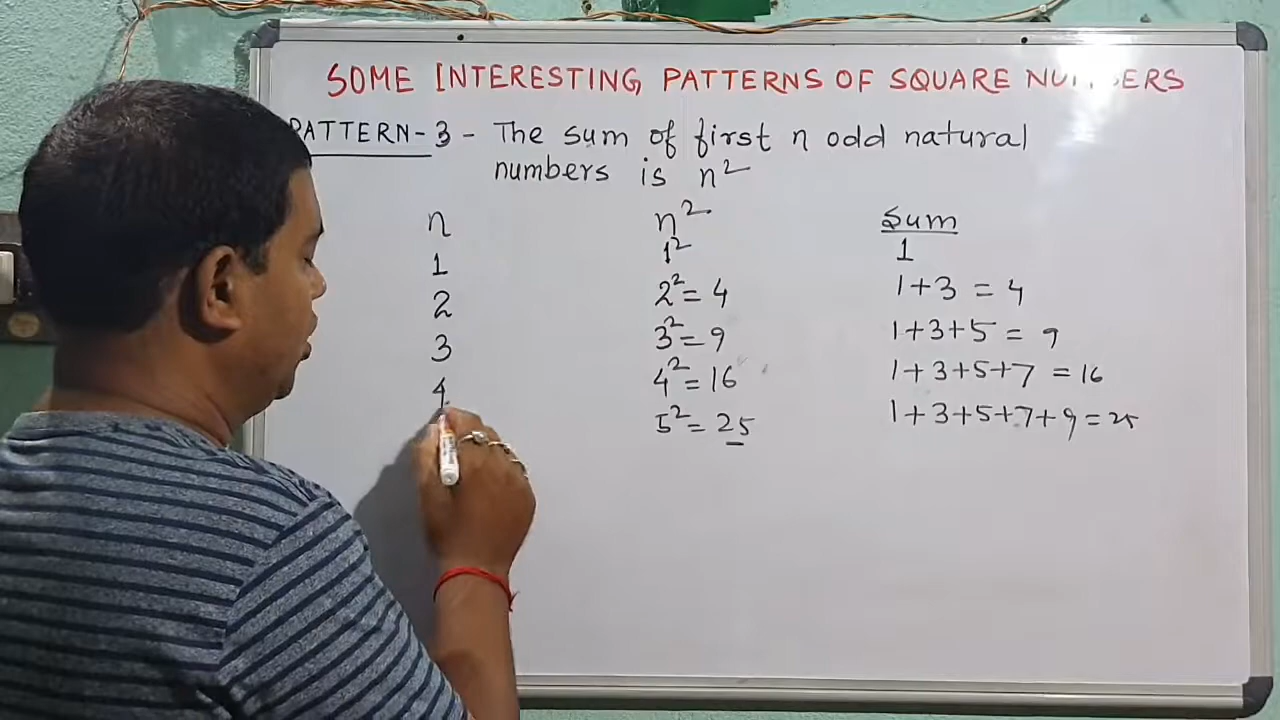 SOME INTERESTING PATTERNS OF SQUARE NUMBERS
PATTERN-3 - The sum of first n odd natural
numbers is n²
n n² Sum
1 1² 1
2 2² = 4 1+3 = 4
3 3² = 9 1+3+5 = 9
4 4² = 16 1+3+5+7 = 16
5² = 25 1+3+5+7+9 = 25